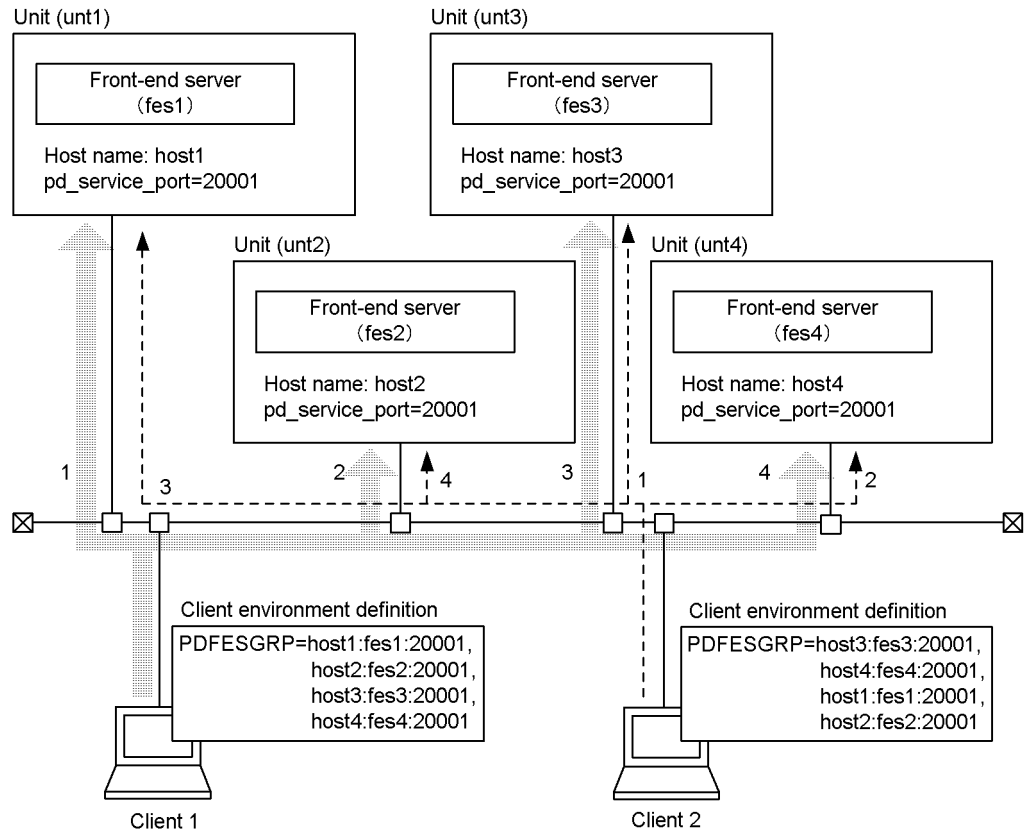 Unit (unt1)
Front-end server
(fes1)
Host name: host1
pd_service_port=20001
Unit (unt3)
Front-end server
(fes3)
Host name: host3
pd_service_port=20001
Unit (unt2)
Front-end server
(fes2)
Host name: host2
pd_service_port=20001
Unit (unt4)
Front-end server
(fes4)
Host name: host4
pd_service_port=20001
1
3
2
4
3
1
4
2
Client environment definition
PDFESGRP=host1:fes1:20001,
host2:fes2:20001,
host3:fes3:20001,
host4:fes4:20001
Client 1
Client environment definition
PDFESGRP=host3:fes3:20001,
host4:fes4:20001,
host1:fes1:20001,
host2:fes2:20001
Client 2